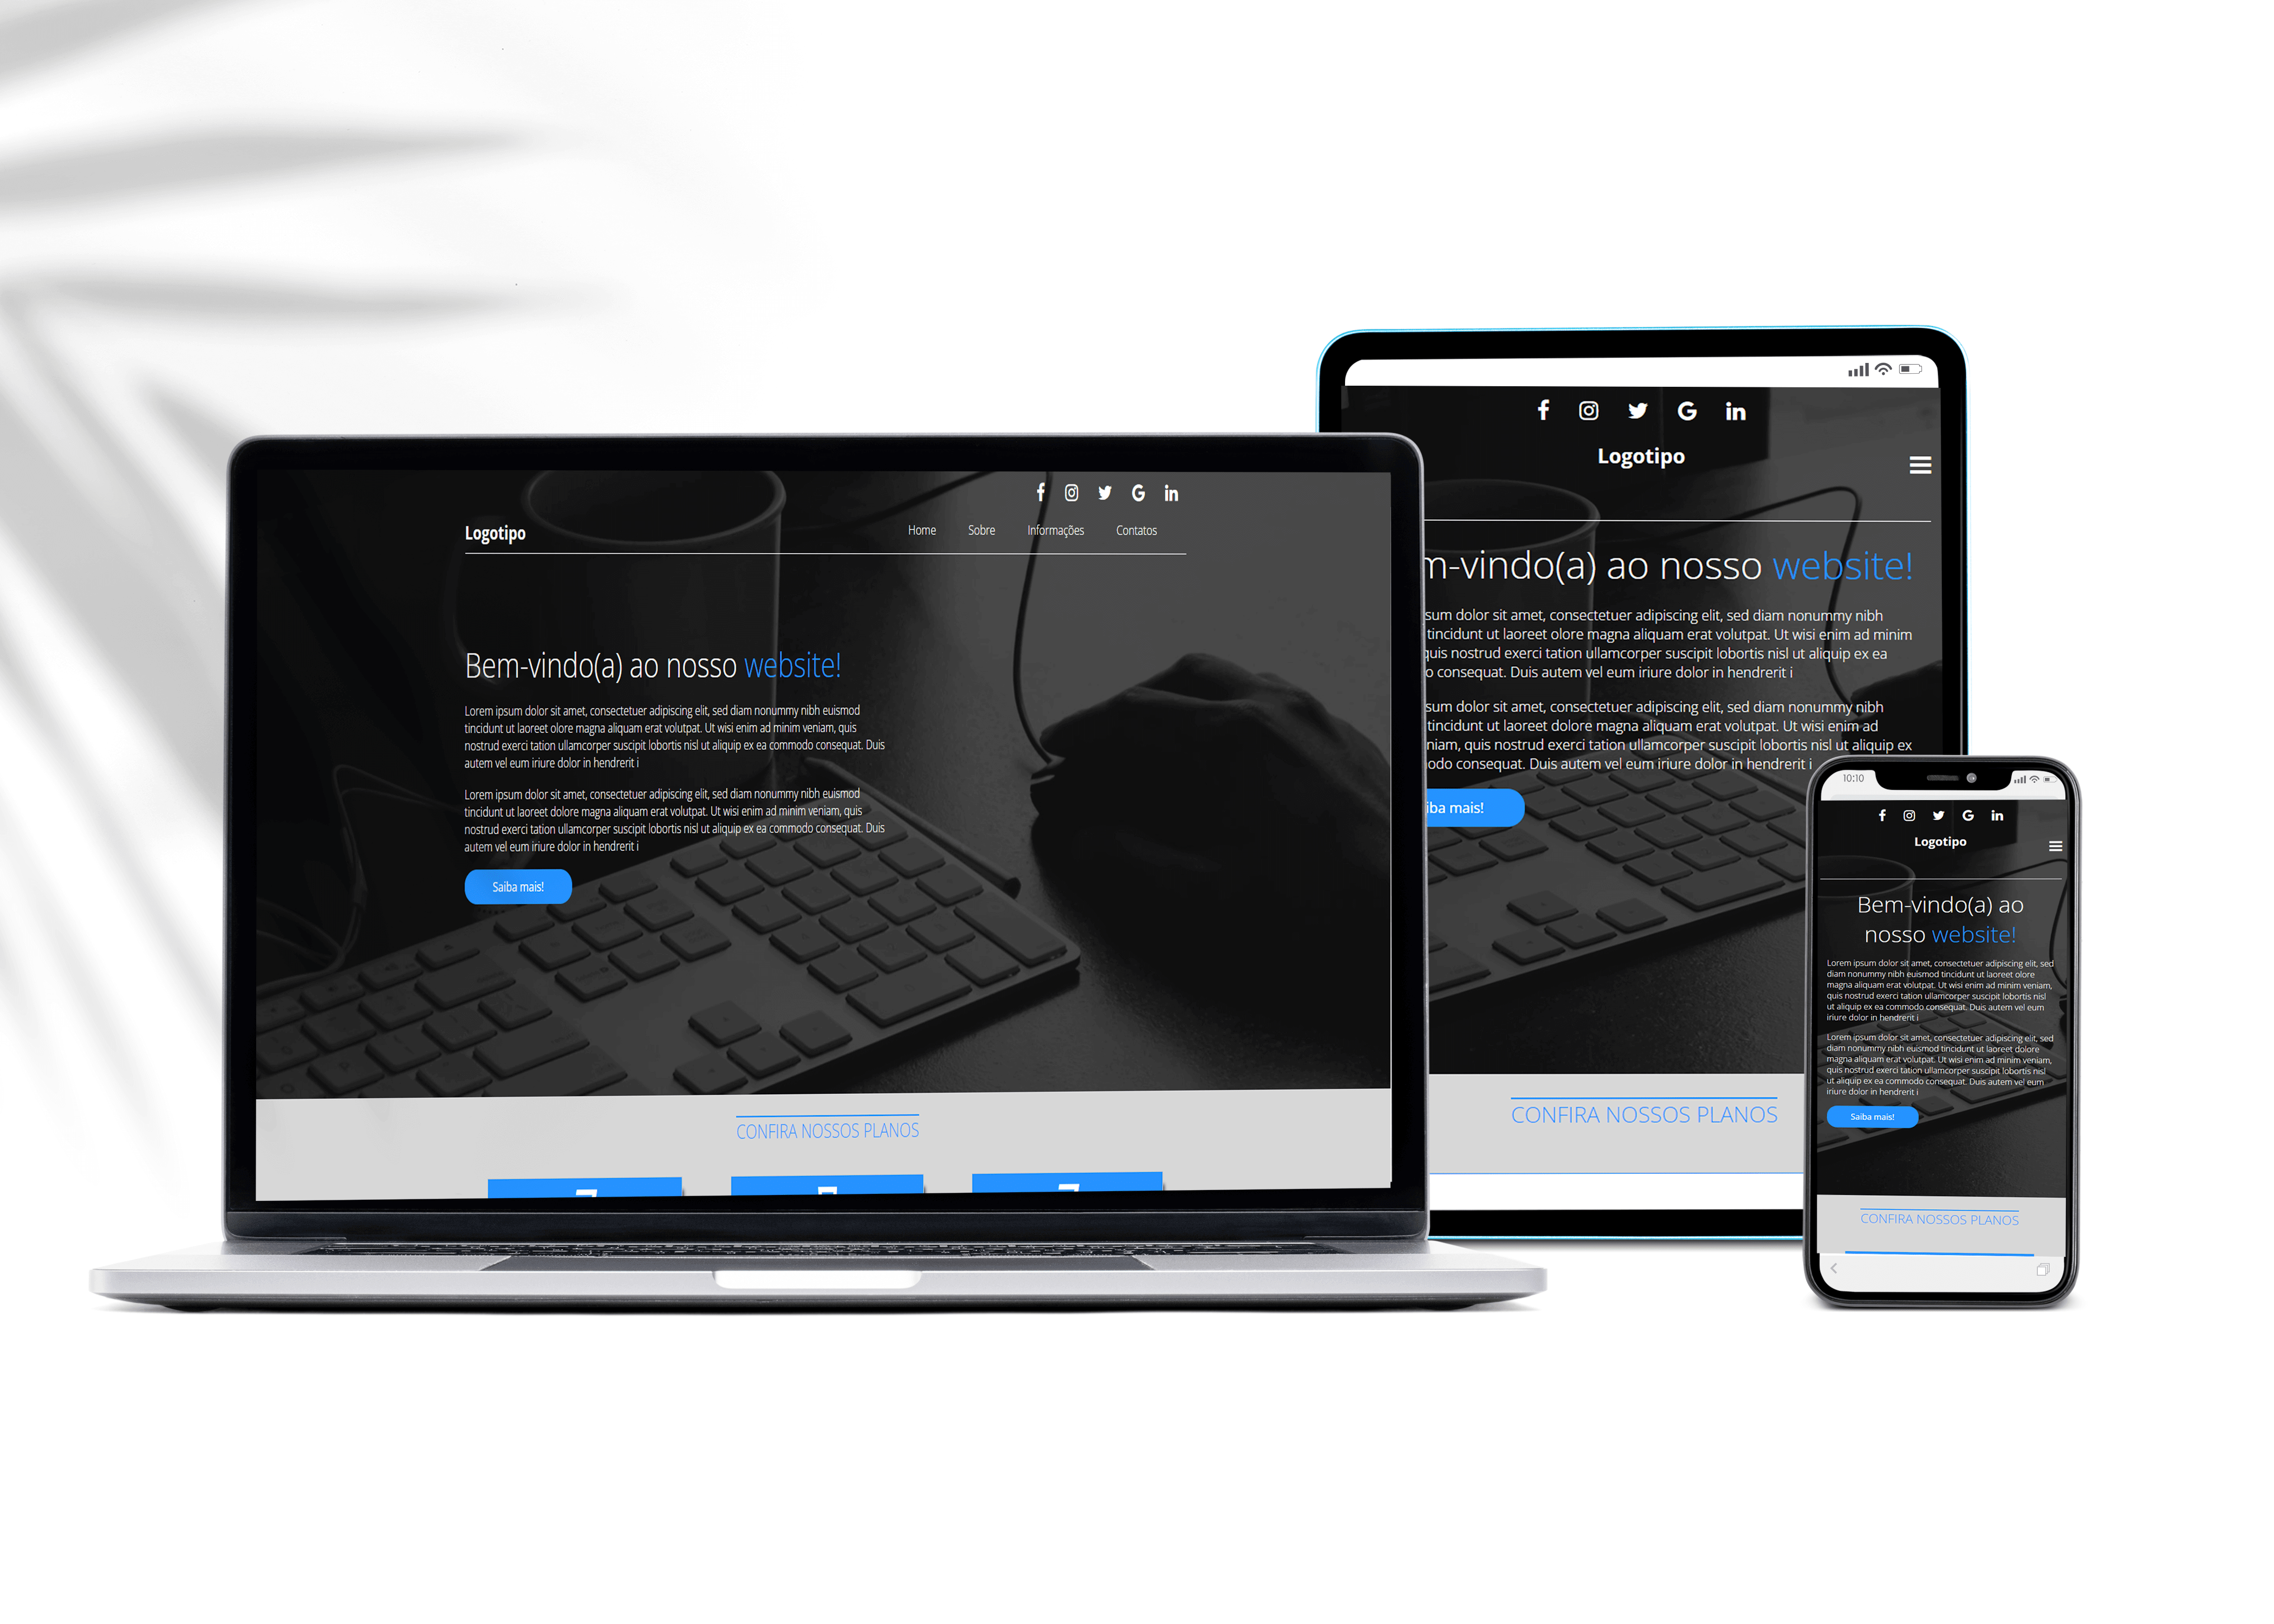 Logotipo
Home Sobre Informações Contatos
Bem-vindo(a) ao nosso website!
Lorem ipsum dolor sit amet, consectetuer adipiscing elit, sed diam nonummy nibh euismod
tincidunt ut laoreet olore magna aliquam erat volutpat. Ut wisi enim ad minim veniam, quis
nostrud exerci tation ullamcorper suscipit lobortis nisl ut aliquip ex ea commodo consequat. Duis
autem vel eum iriure dolor in hendrerit i
Lorem ipsum dolor sit amet, consectetuer adipiscing elit, sed diam nonummy nibh euismod
tincidunt ut laoreet dolore magna aliquam erat volutpat. Ut wisi enim ad minim veniam, quis
nostrud exerci tation ullamcorper suscipit lobortis nisl ut aliquip ex ea commodo consequat. Duis
autem vel eum iriure dolor in hendrerit i
Saiba mais!
CONFIRA NOSSOS PLANOS
Logotipo
m-vindo(a) ao nosso website!
sum dolor sit amet, consectetuer adipiscing elit, sed diam nonummy nibh
tincidunt ut laoreet olore magna aliquam erat volutpat. Ut wisi enim ad minim
quis nostrud exerci tation ullamcorper suscipit lobortis nisl ut aliquip ex ea
o consequat. Duis autem vel eum iriure dolor in hendrerit i
sum dolor sit amet, consectetuer adipiscing elit, sed diam nonummy nibh
tincidunt ut laoreet dolore magna aliquam erat volutpat. Ut wisi enim ad
niam, quis nostrud exerci tation ullamcorper suscipit lobortis nisl ut aliquip ex
odo consequat. Duis autem vel eum iriure dolor in hendrerit i
iba mais!
CONFIRA NOSSOS PLANOS
10:10
Logotipo
Bem-vindo(a) ao
nosso website!
Lorem ipsum dolor sit amet, consectetuer adipiscing elit, sed
diam nonummy nibh euismod tincidunt ut laoreet olore
magna aliquam erat volutpat. Ut wisi enim ad minim veniam,
quis nostrud exerci tation ullamcorper suscipit lobortis nisl
ut aliquip ex ea commodo consequat. Duis autem vel eum
iriure dolor in hendrerit i
Lorem ipsum dolor sit amet, consectetuer adipiscing elit, sed
diam nonummy nibh euismod tincidunt ut laoreet dolore
magna aliquam erat volutpat. Ut wisi enim ad minim veniam,
quis nostrud exerci tation ullamcorper suscipit lobortis nisl
ut aliquip ex ea commodo consequat. Duis autem vel eum
iriure dolor in hendrerit i
Saiba mais!
CONFIRA NOSSOS PLANOS